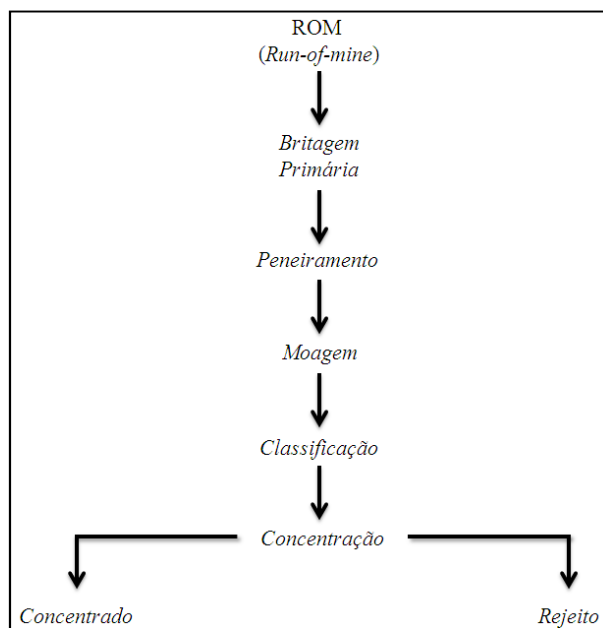 ROM
(Run-of-mine)
Britagem
Primária
Peneiramento
Moagem
Classificação
Concentração
Concentrado
Rejeito